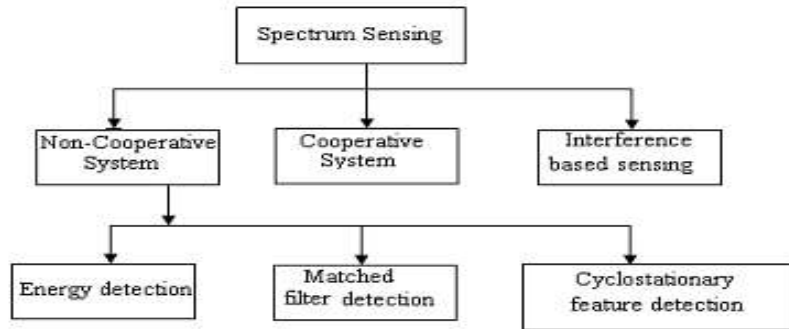 Spectrum Sensing
Non-Cooperative
System
Cooperative
System
Interference
based sensing
Energy detection
Matched
filter detection
Cyclostationary
feature detection